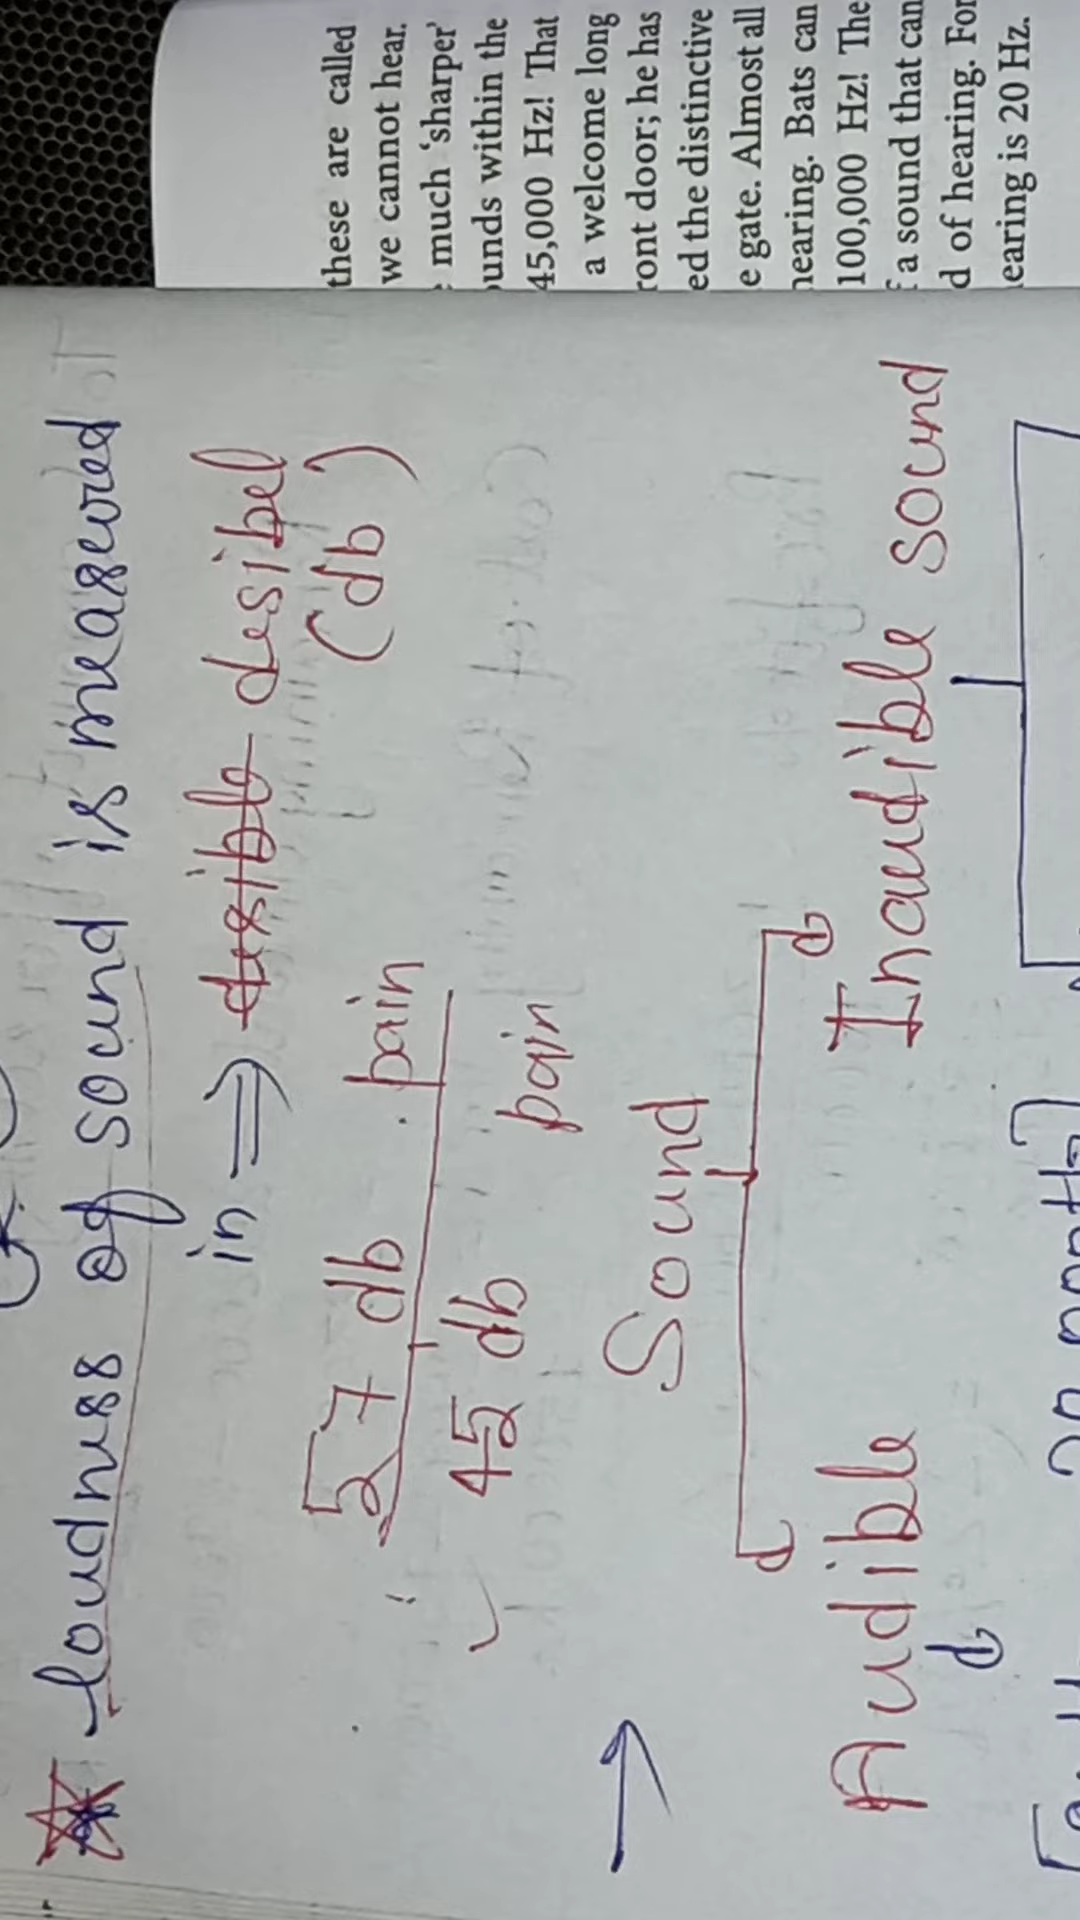 these are called
we cannot hear.
much ‘sharper’
unds within the
45,000 Hz! That
a welcome long
ront door; he has
ed the distinctive
e gate. Almost all
hearing. Bats can
100,000 Hz! The
f a sound that can
d of hearing. For
earing is 20 Hz.
loudness of sound is measured
in ⇒ desible desibel
(db)
57 db pain
45 db pain
Sound
Audible Inaudible sound